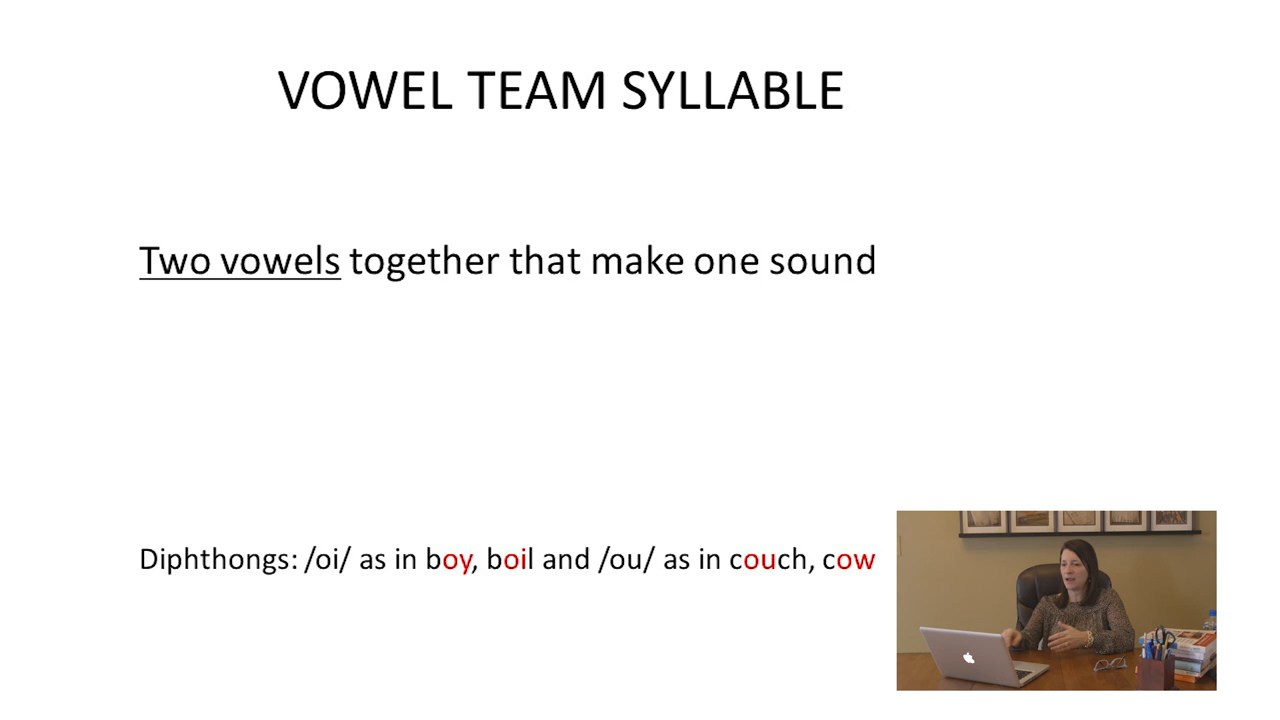 VOWEL TEAM SYLLABLE
Two vowels together that make one sound
Diphthongs: /oi/ as in boy, boil and /ou/ as in couch, cow